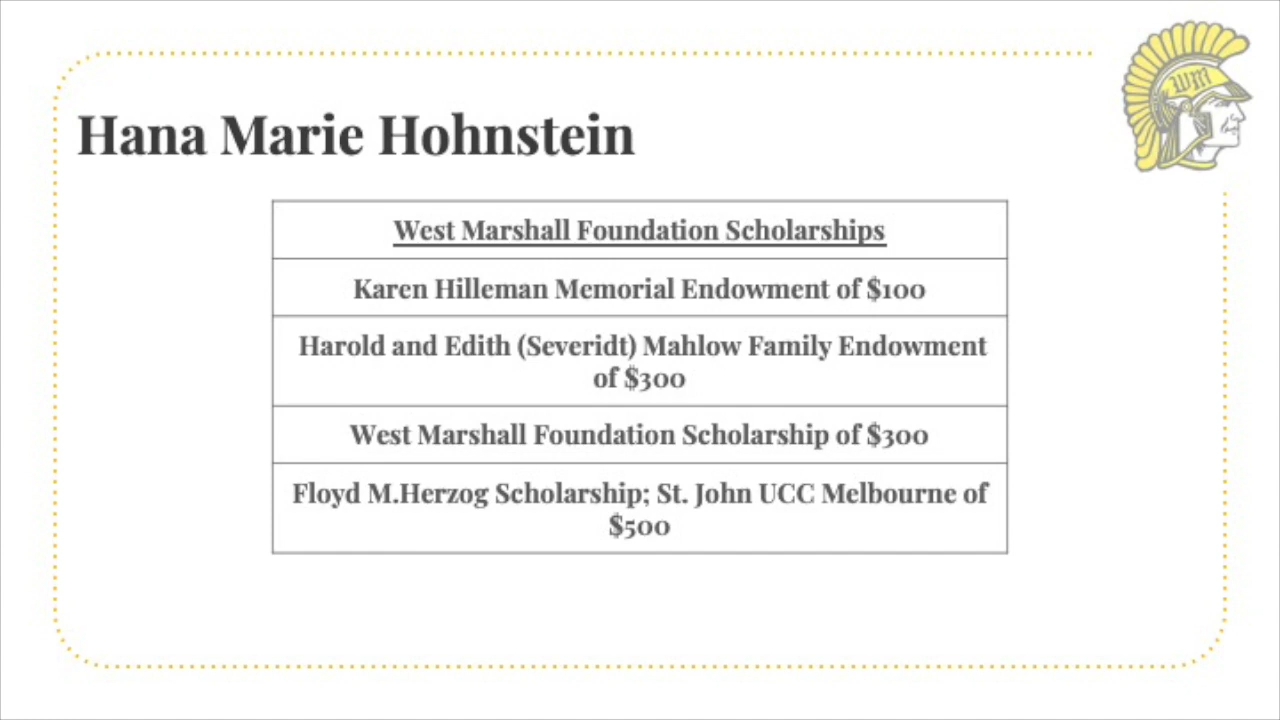 WM
Hana Marie Hohnstein
West Marshall Foundation Scholarships
Karen Hilleman Memorial Endowment of $100
Harold and Edith (Severidt) Mahlow Family Endowment
of $300
West Marshall Foundation Scholarship of $300
Floyd M.Herzog Scholarship; St. John UCC Melbourne of
$500